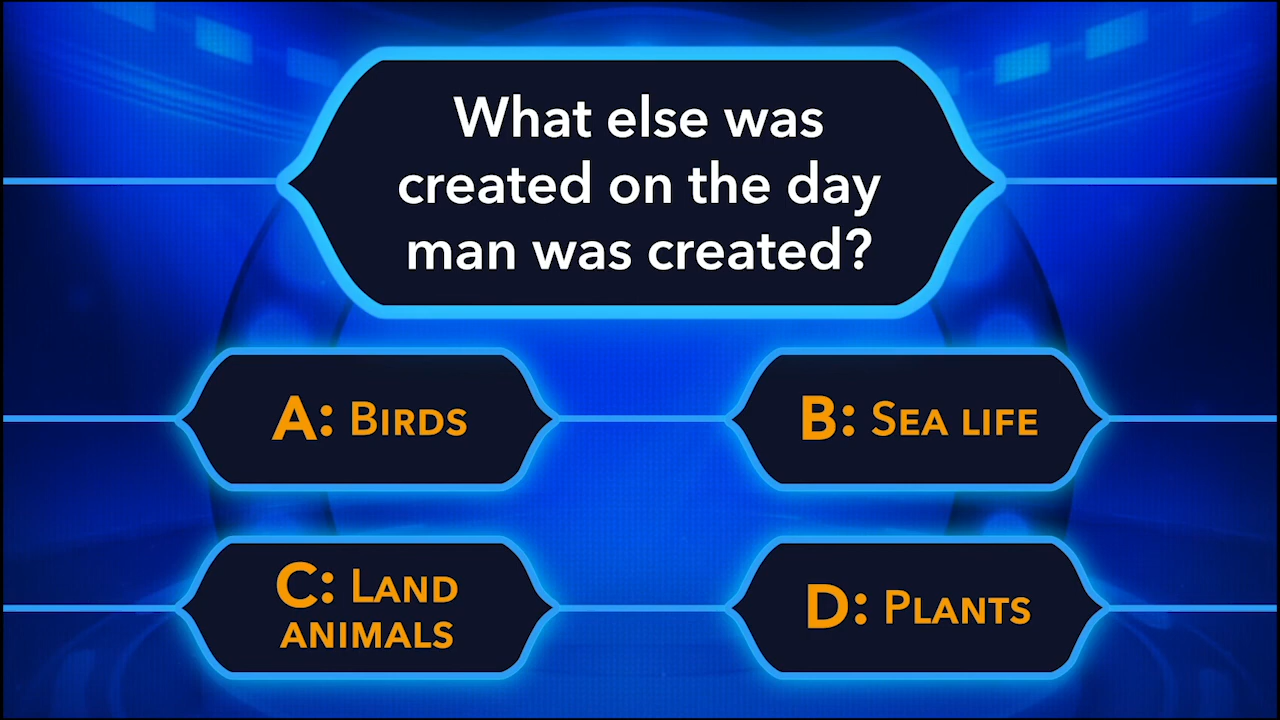 What else was
created on the day
man was created?
A: Birds
B: Sea life
C: Land
animals
D: Plants